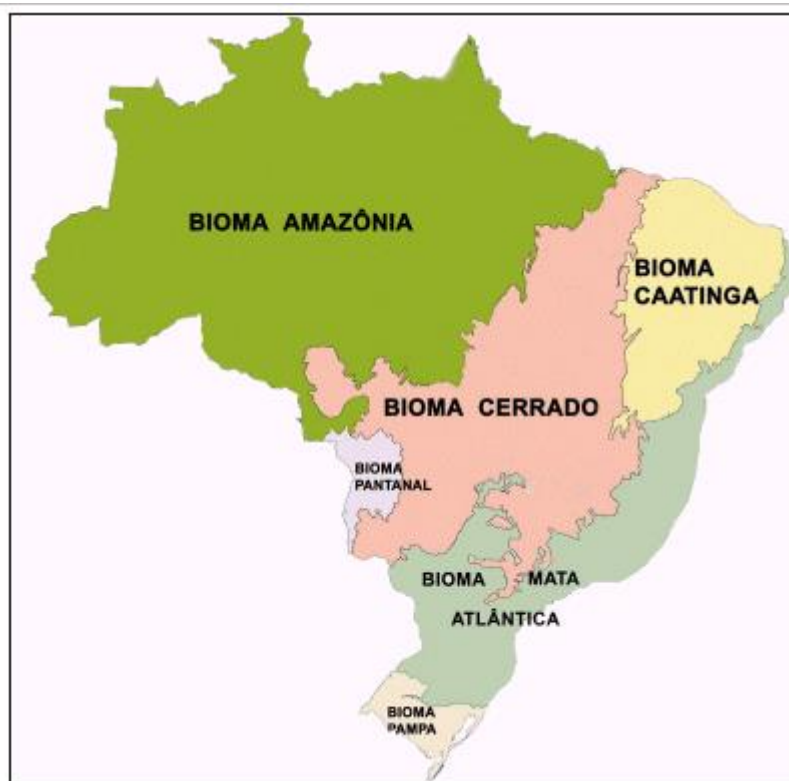 BIOMA AMAZÔNIA
BIOMA
CAATINGA
BIOMA CERRADO
BIOMA
PANTANAL
BIOMA MATA
ATLÂNTICA
BIOMA
PAMPA